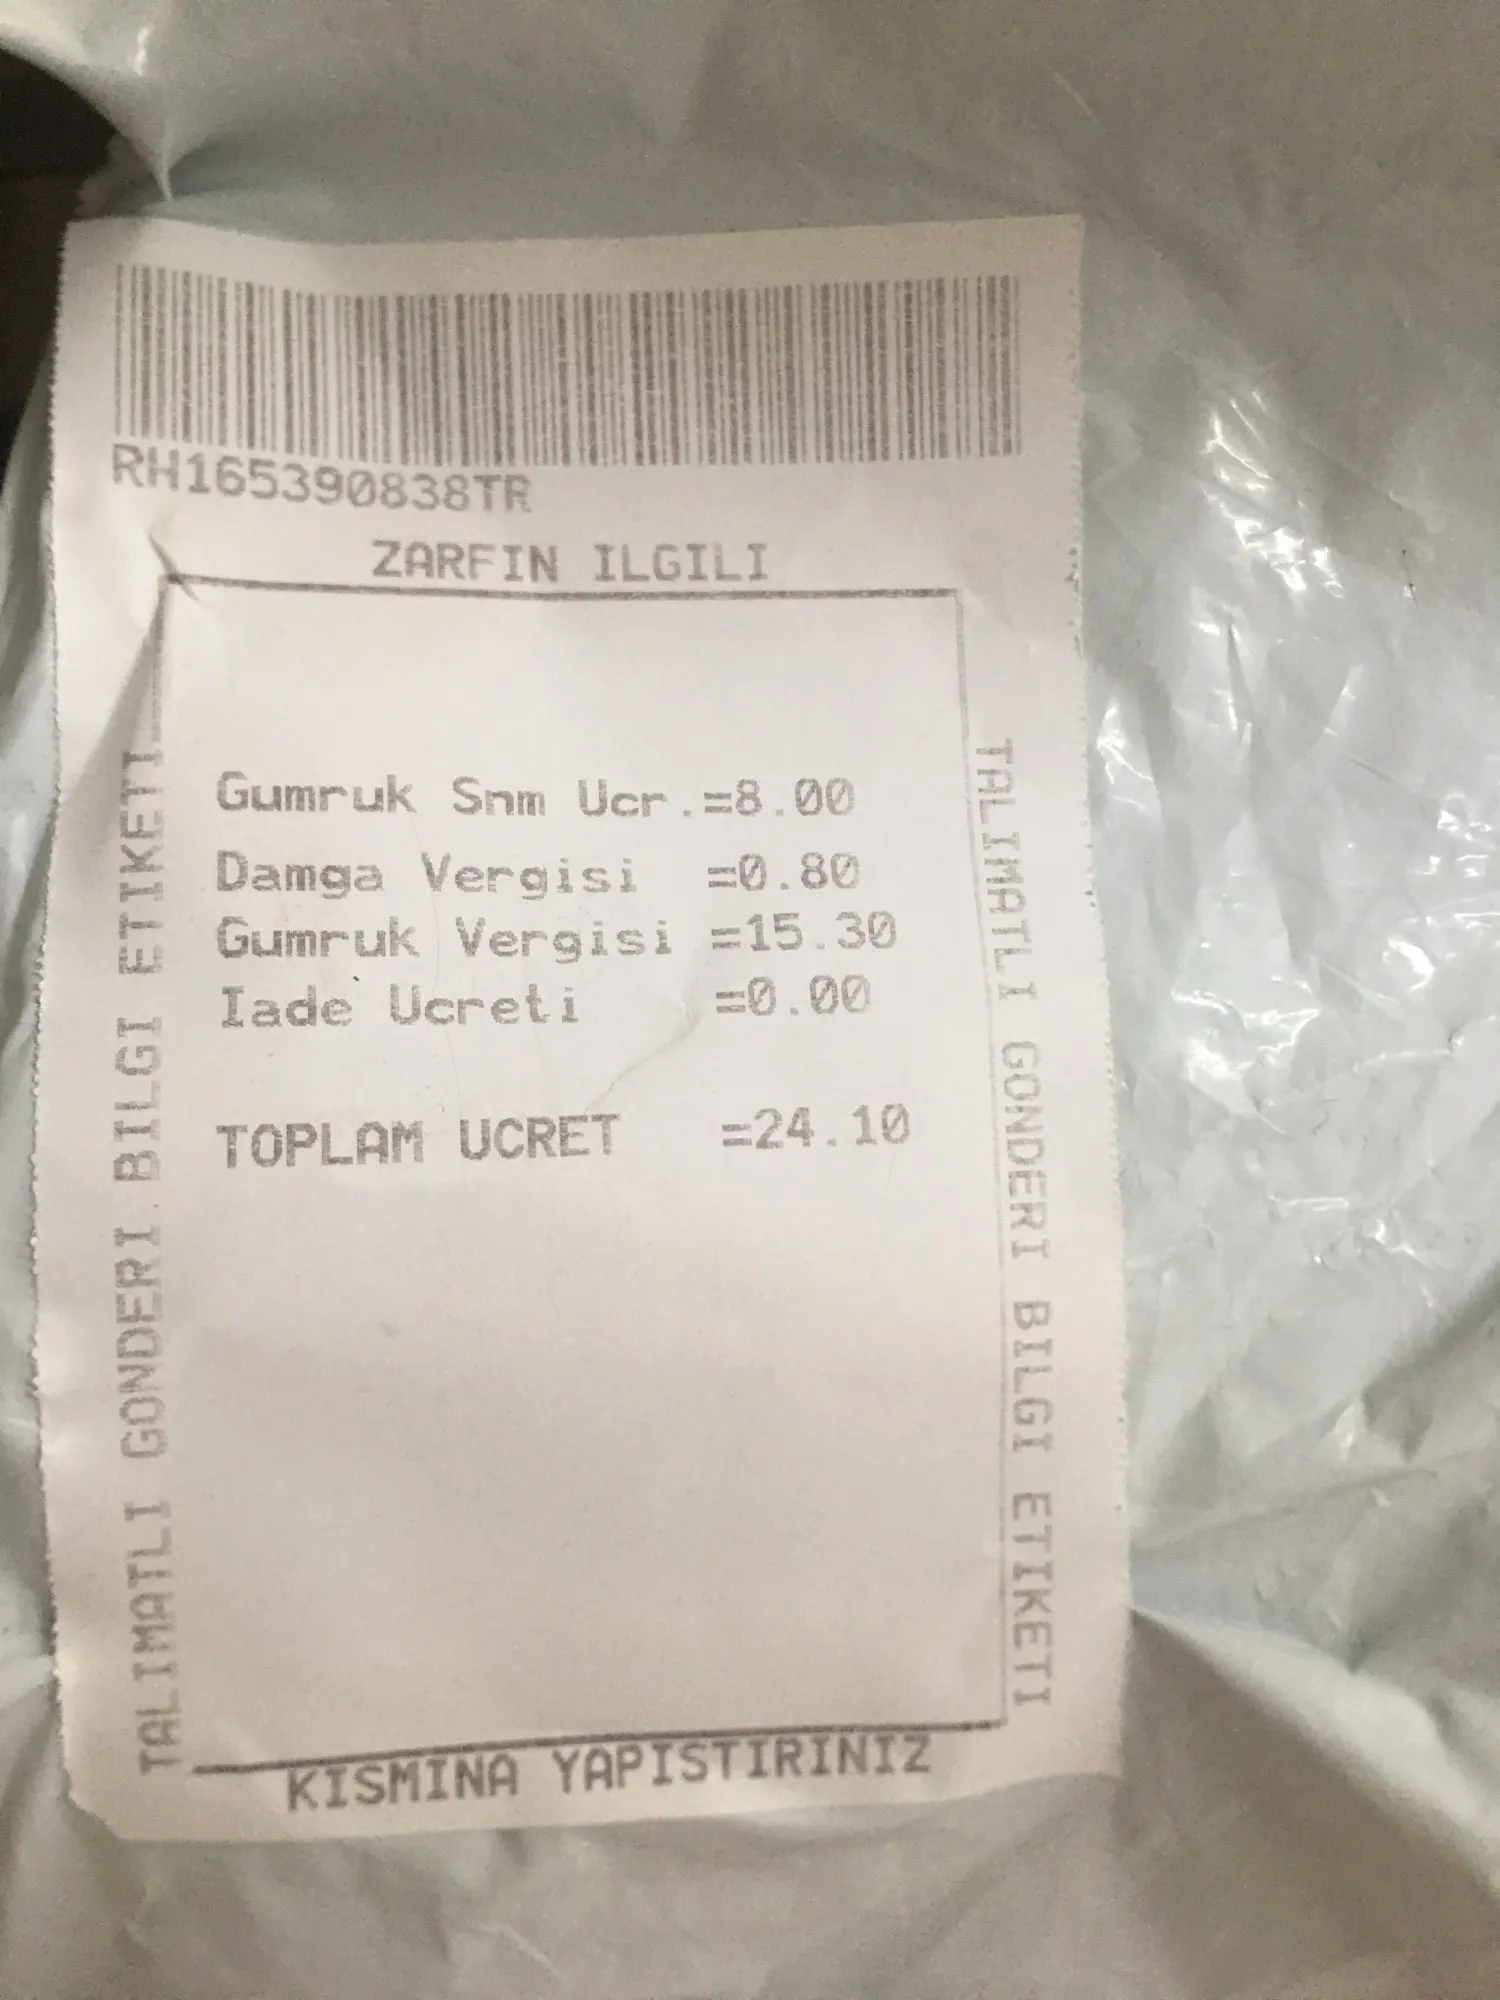 RH165390838TR
ZARFIN ILGILI
TALIMATLI GONDERI BILGI ETIKETI
Gumruk Snm Ucr.=8.00
Damga Vergisi =0.80
Gumruk Vergisi =15.30
Iade Ucreti =0.00
TOPLAM UCRET =24.10
TALIMATLI GONDERI BILGI ETIKETI
KISMINA YAPISTIRINIZ